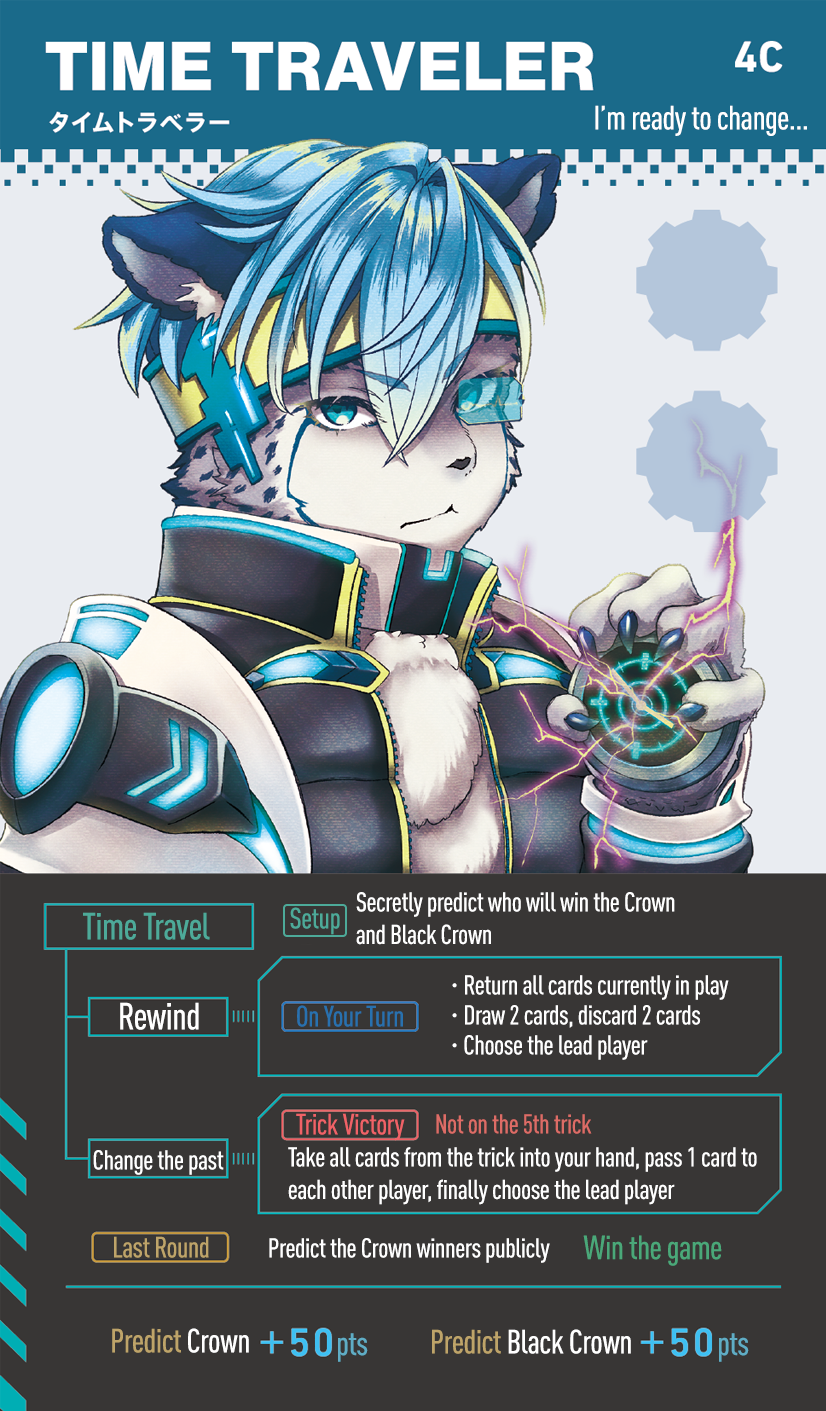 TIME TRAVELER
4C
タイムトラベラー
I'm ready to change...
Time Travel
Setup
Secretly predict who will win the Crown
and Black Crown
Rewind
On Your Turn
・Return all cards currently in play
・Draw 2 cards, discard 2 cards
・Choose the lead player
Change the past
Trick Victory
Not on the 5th trick
Take all cards from the trick into your hand, pass 1 card to
each other player, finally choose the lead player
Last Round
Predict the Crown winners publicly
Win the game
Predict Crown +50pts
Predict Black Crown +50pts